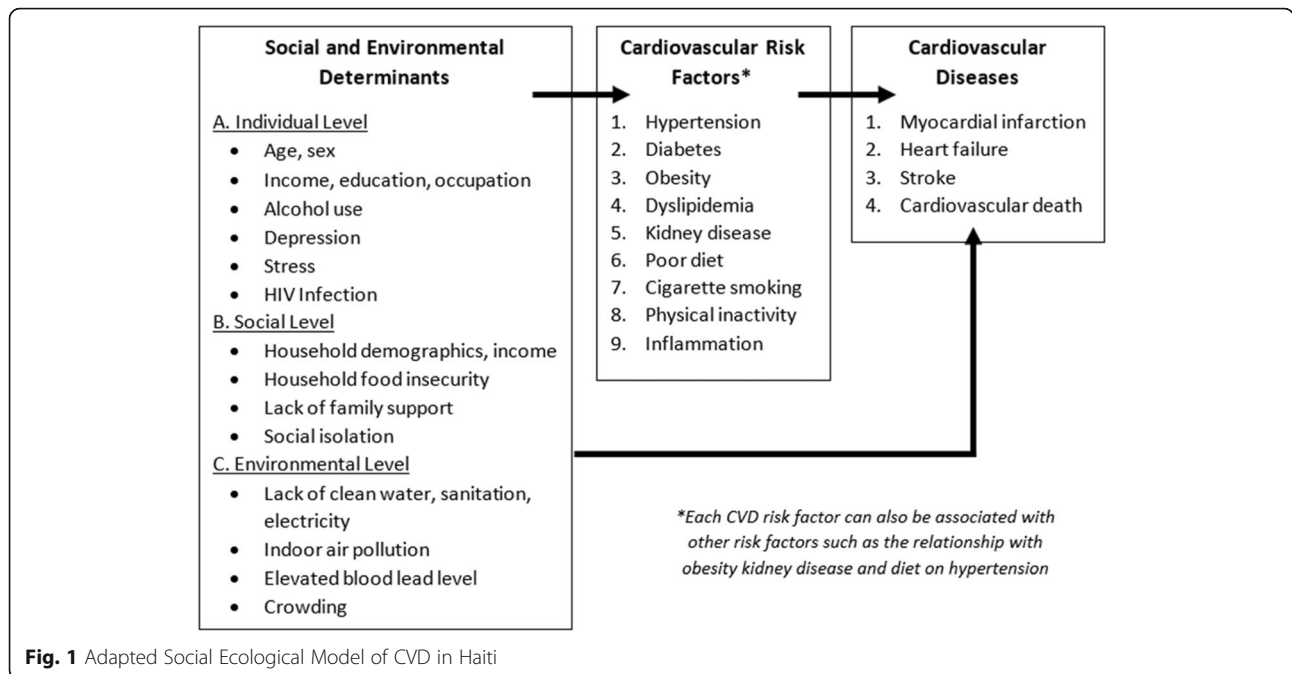 Social and Environmental
Determinants
A. Individual Level
• Age, sex
• Income, education, occupation
• Alcohol use
• Depression
• Stress
• HIV Infection
B. Social Level
• Household demographics, income
• Household food insecurity
• Lack of family support
• Social isolation
C. Environmental Level
• Lack of clean water, sanitation,
electricity
• Indoor air pollution
• Elevated blood lead level
• Crowding
Cardiovascular Risk
Factors*
1. Hypertension
2. Diabetes
3. Obesity
4. Dyslipidemia
5. Kidney disease
6. Poor diet
7. Cigarette smoking
8. Physical inactivity
9. Inflammation
Cardiovascular
Diseases
1. Myocardial infarction
2. Heart failure
3. Stroke
4. Cardiovascular death
*Each CVD risk factor can also be associated with
other risk factors such as the relationship with
obesity kidney disease and diet on hypertension
Fig. 1 Adapted Social Ecological Model of CVD in Haiti